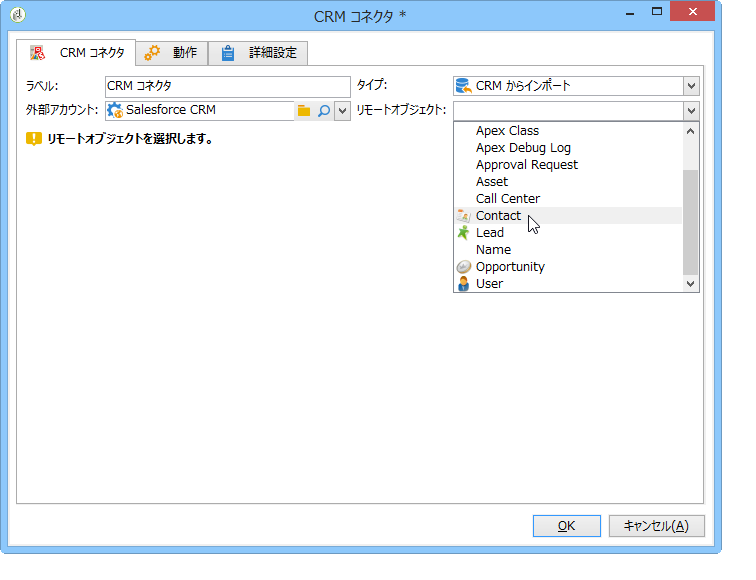 CRM コネクタ *
CRM コネクタ 動作 詳細設定
ラベル: CRM コネクタ タイプ: CRM からインポート
外部アカウント: Salesforce CRM リモートオブジェクト:
リモートオブジェクトを選択します。
Apex Class
Apex Debug Log
Approval Request
Asset
Call Center
Contact
Lead
Name
Opportunity
User
OK キャンセル(A)